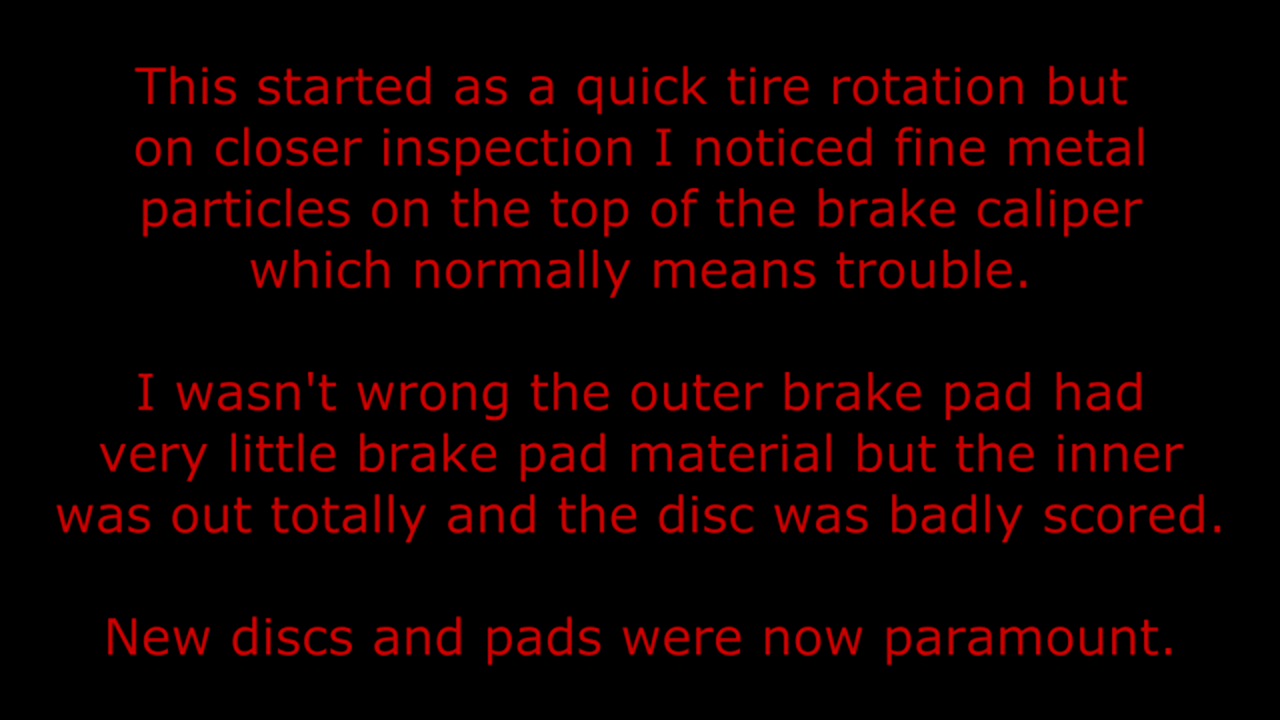 This started as a quick tire rotation but
on closer inspection I noticed fine metal
particles on the top of the brake caliper
which normally means trouble.
I wasn't wrong the outer brake pad had
very little brake pad material but the inner
was out totally and the disc was badly scored.
New discs and pads were now paramount.